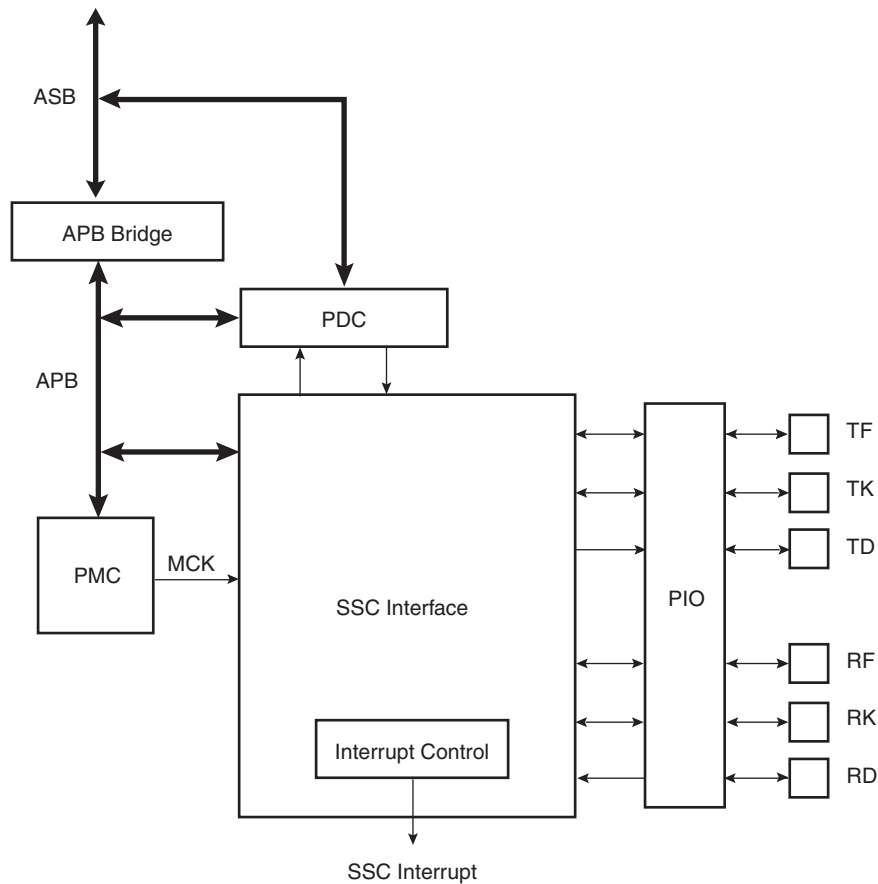 ASB
APB Bridge
PDC
APB
TF
TK
TD
PMC
MCK
SSC Interface
PIO
RF
RK
RD
Interrupt Control
SSC Interrupt